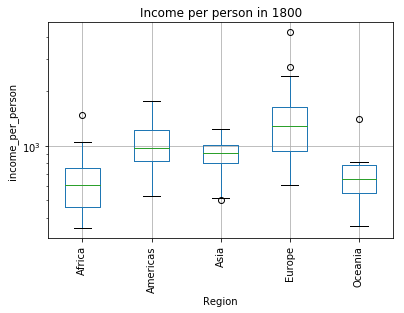 Income per person in 1800
income_per_person
10³
Africa
Americas
Asia
Europe
Oceania
Region